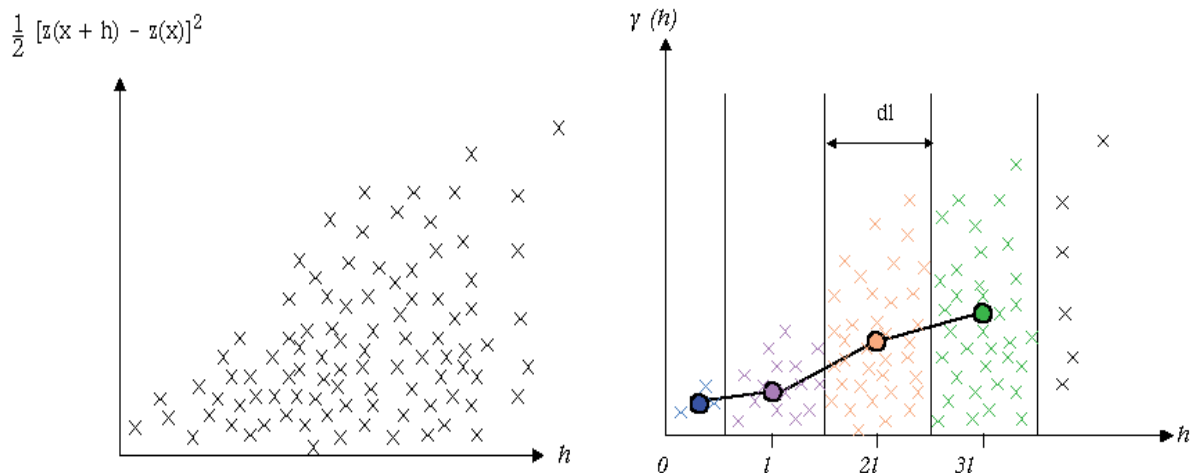 ½ [z(x + h) - z(x)]²
h
γ (h)
dl
0 l 2l 3l
h